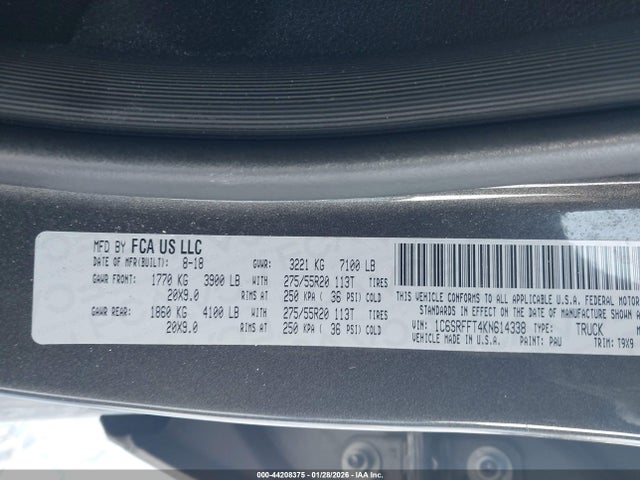 MFD BY FCA US LLC
DATE OF MFR(BUILT): 8-18 GVWR: 3221 KG 7100 LB
GAWR FRONT: 1770 KG 3900 LB WITH 275/55R20 113T TIRES
20X9.0 RIMS AT 250 KPA ( 36 PSI) COLD
GAWR REAR: 1860 KG 4100 LB WITH 275/55R20 113T TIRES
20X9.0 RIMS AT 250 KPA ( 36 PSI) COLD
THIS VEHICLE CONFORMS TO ALL APPLICABLE U.S.A. FEDERAL MOTOR
STANDARDS IN EFFECT ON THE DATE OF MANUFACTURE SHOWN
VIN: 1C6SRFFT4KN614338 TYPE: TRUCK
VEHICLE MADE IN U.S.A. PAINT: PAU TRIM: T9X9
000-44208375 | 01/28/2026 | IAA